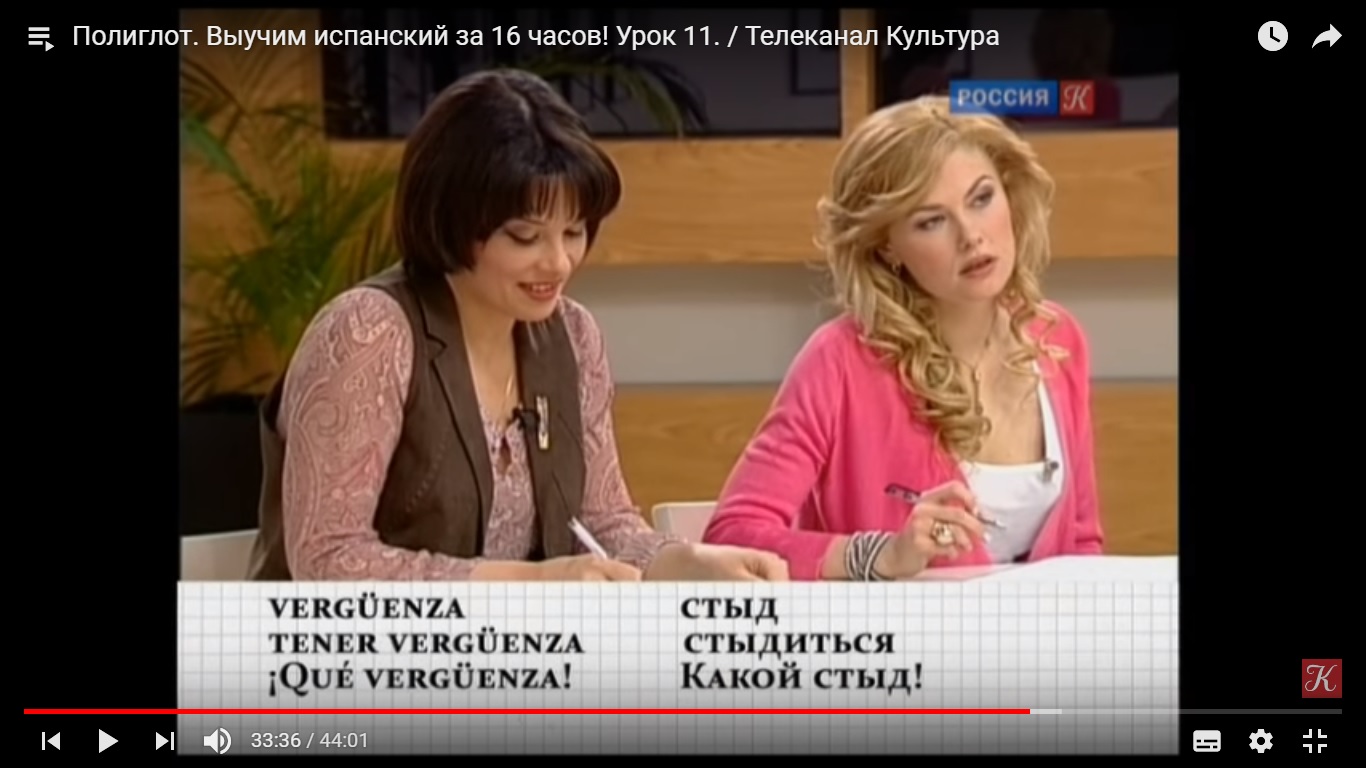 Полиглот. Выучим испанский за 16 часов! Урок 11. / Телеканал Культура
РОССИЯ К
VERGÜENZA СТЫД
TENER VERGÜENZA СТЫДИТЬСЯ
¡QUÉ VERGÜENZA! КАКОЙ СТЫД!
К
33:36 / 44:01